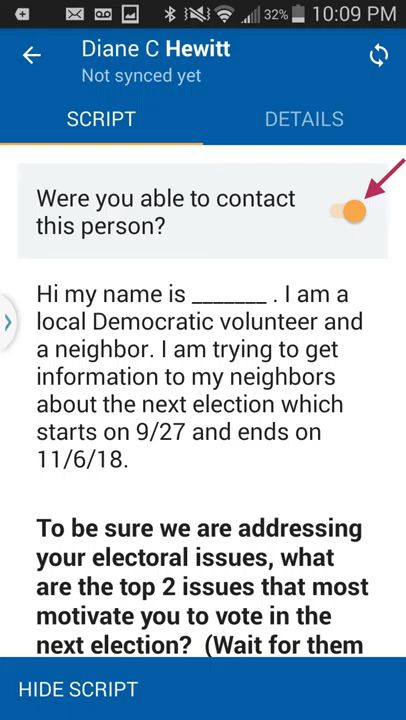 32% 10:09 PM
Diane C Hewitt
Not synced yet
SCRIPT DETAILS
Were you able to contact
this person?
Hi my name is _______ . I am a
local Democratic volunteer and
a neighbor. I am trying to get
information to my neighbors
about the next election which
starts on 9/27 and ends on
11/6/18.
To be sure we are addressing
your electoral issues, what
are the top 2 issues that most
motivate you to vote in the
next election? (Wait for them
HIDE SCRIPT